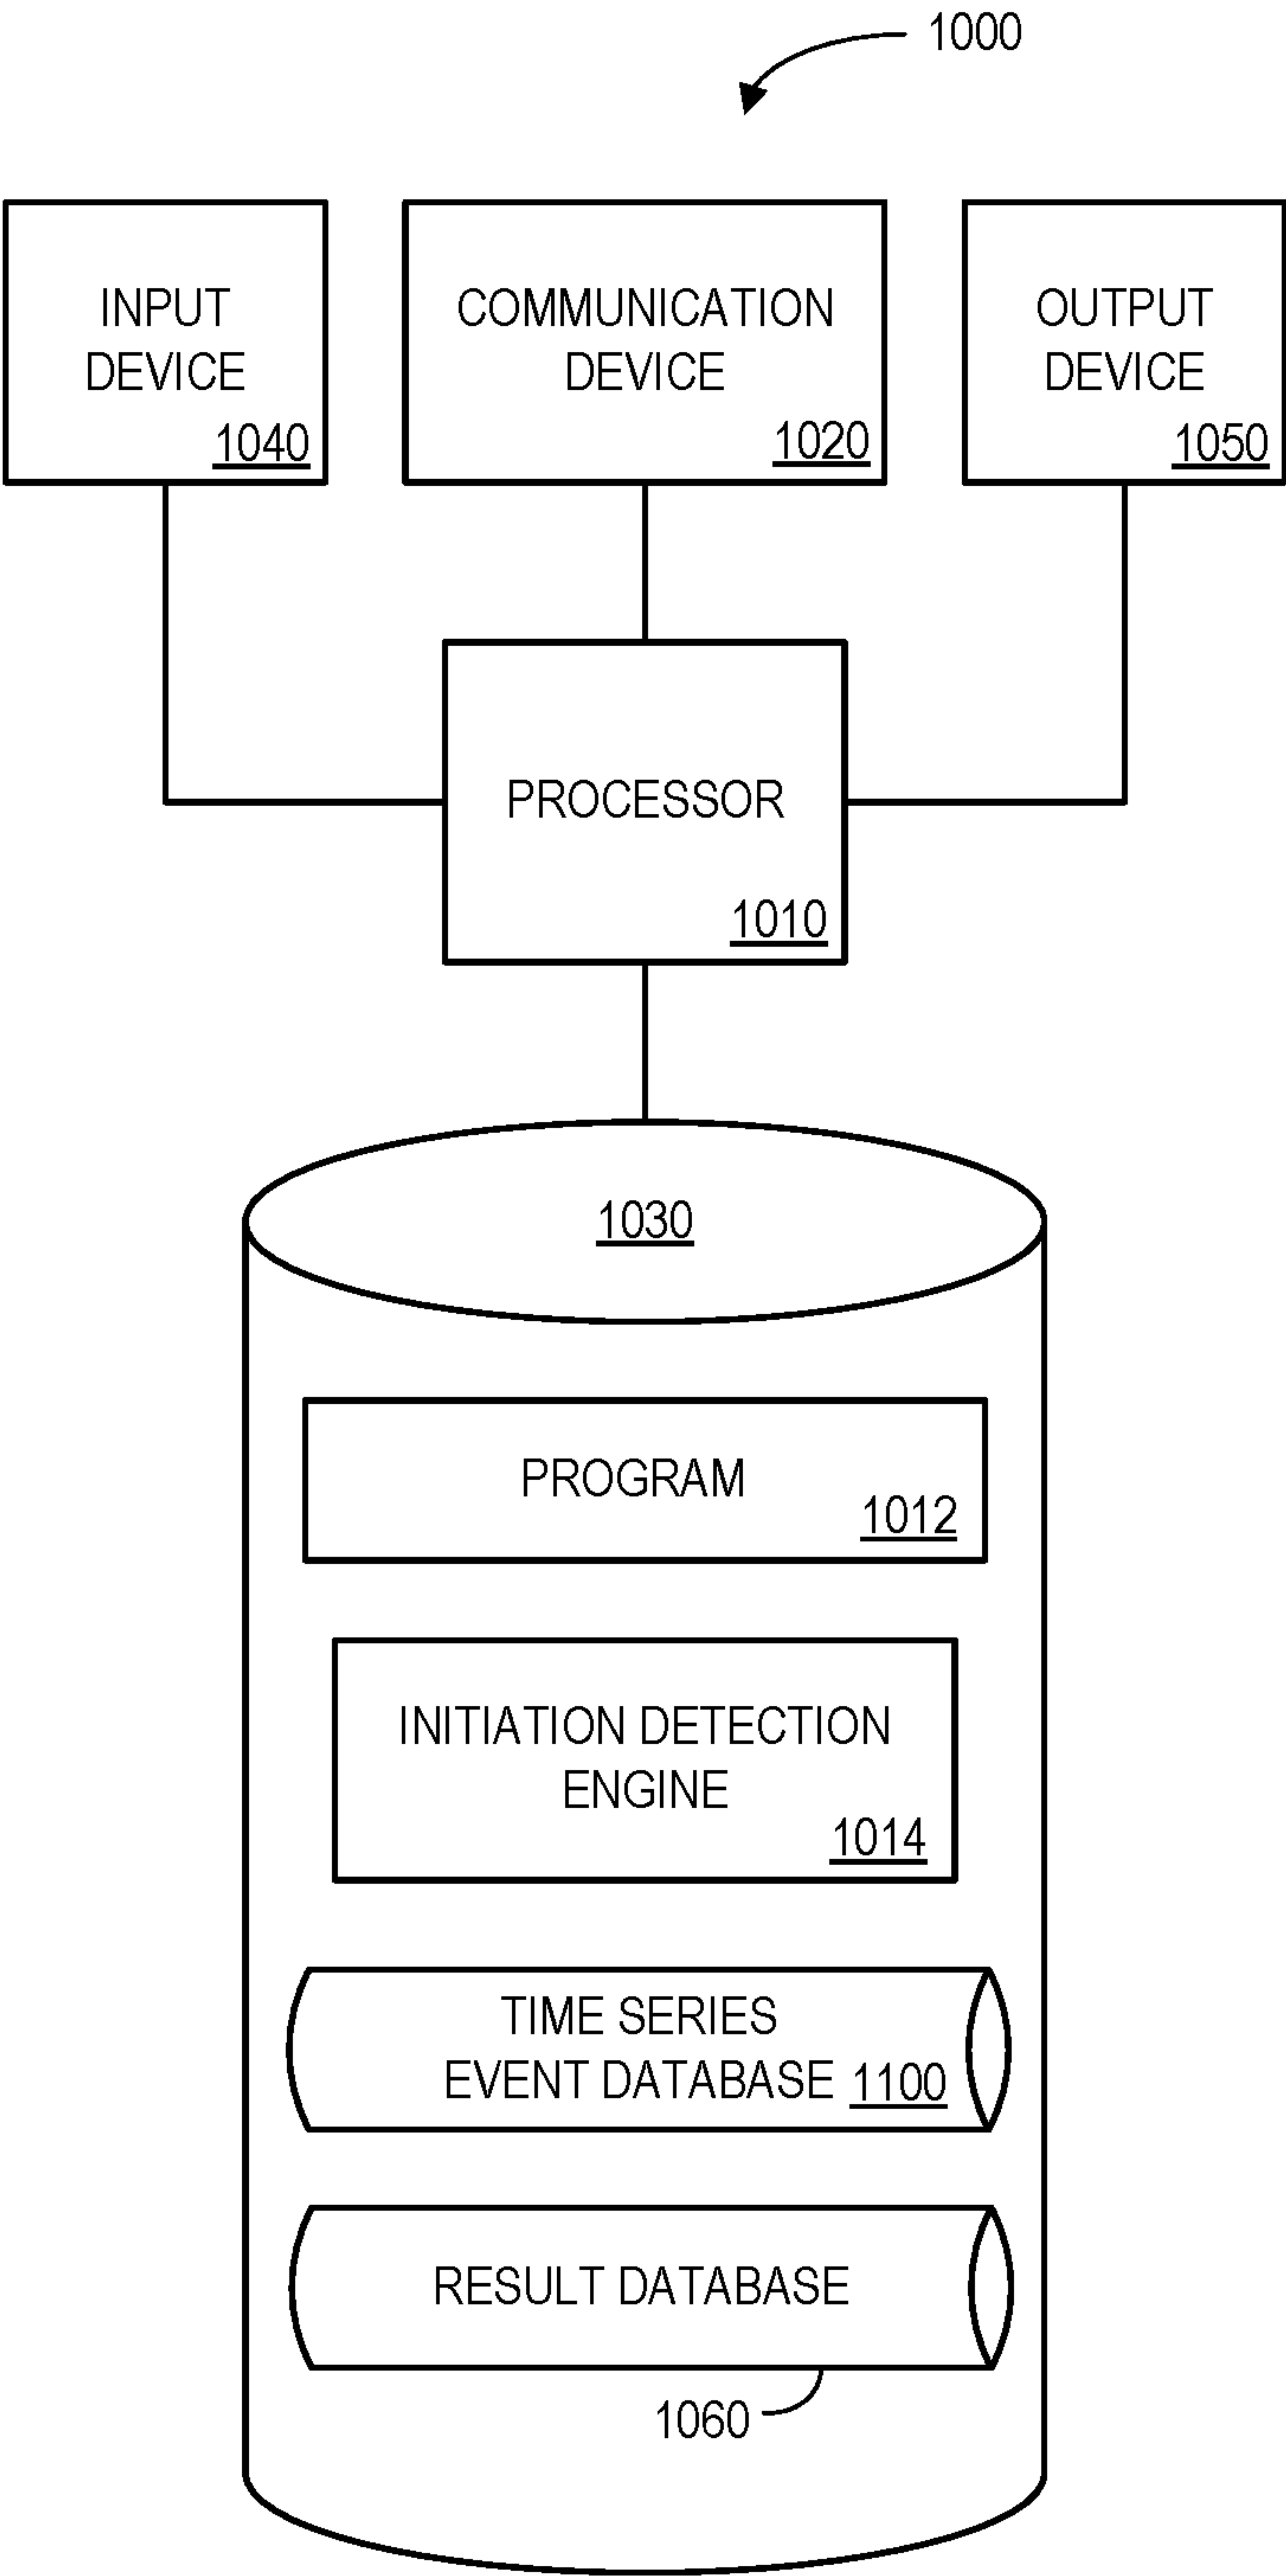 1000
INPUT
DEVICE
1040
COMMUNICATION
DEVICE
1020
OUTPUT
DEVICE
1050
PROCESSOR
1010
1030
PROGRAM
1012
INITIATION DETECTION
ENGINE
1014
TIME SERIES
EVENT DATABASE 1100
RESULT DATABASE
1060